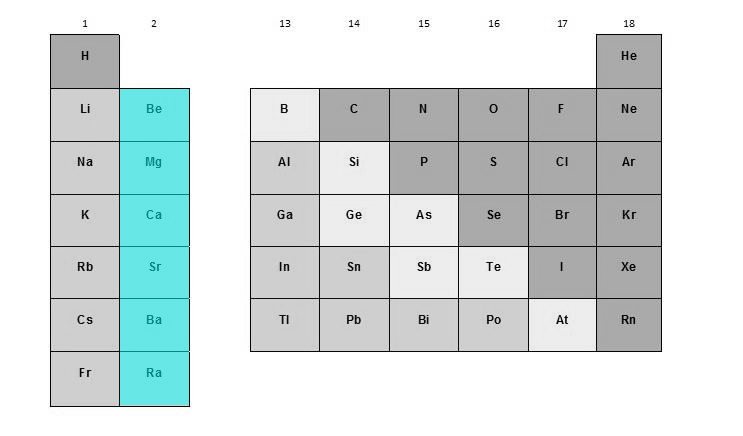 1 2 13 14 15 16 17 18
H He
Li Be B C N O F Ne
Na Mg Al Si P S Cl Ar
K Ca Ga Ge As Se Br Kr
Rb Sr In Sn Sb Te I Xe
Cs Ba Tl Pb Bi Po At Rn
Fr Ra